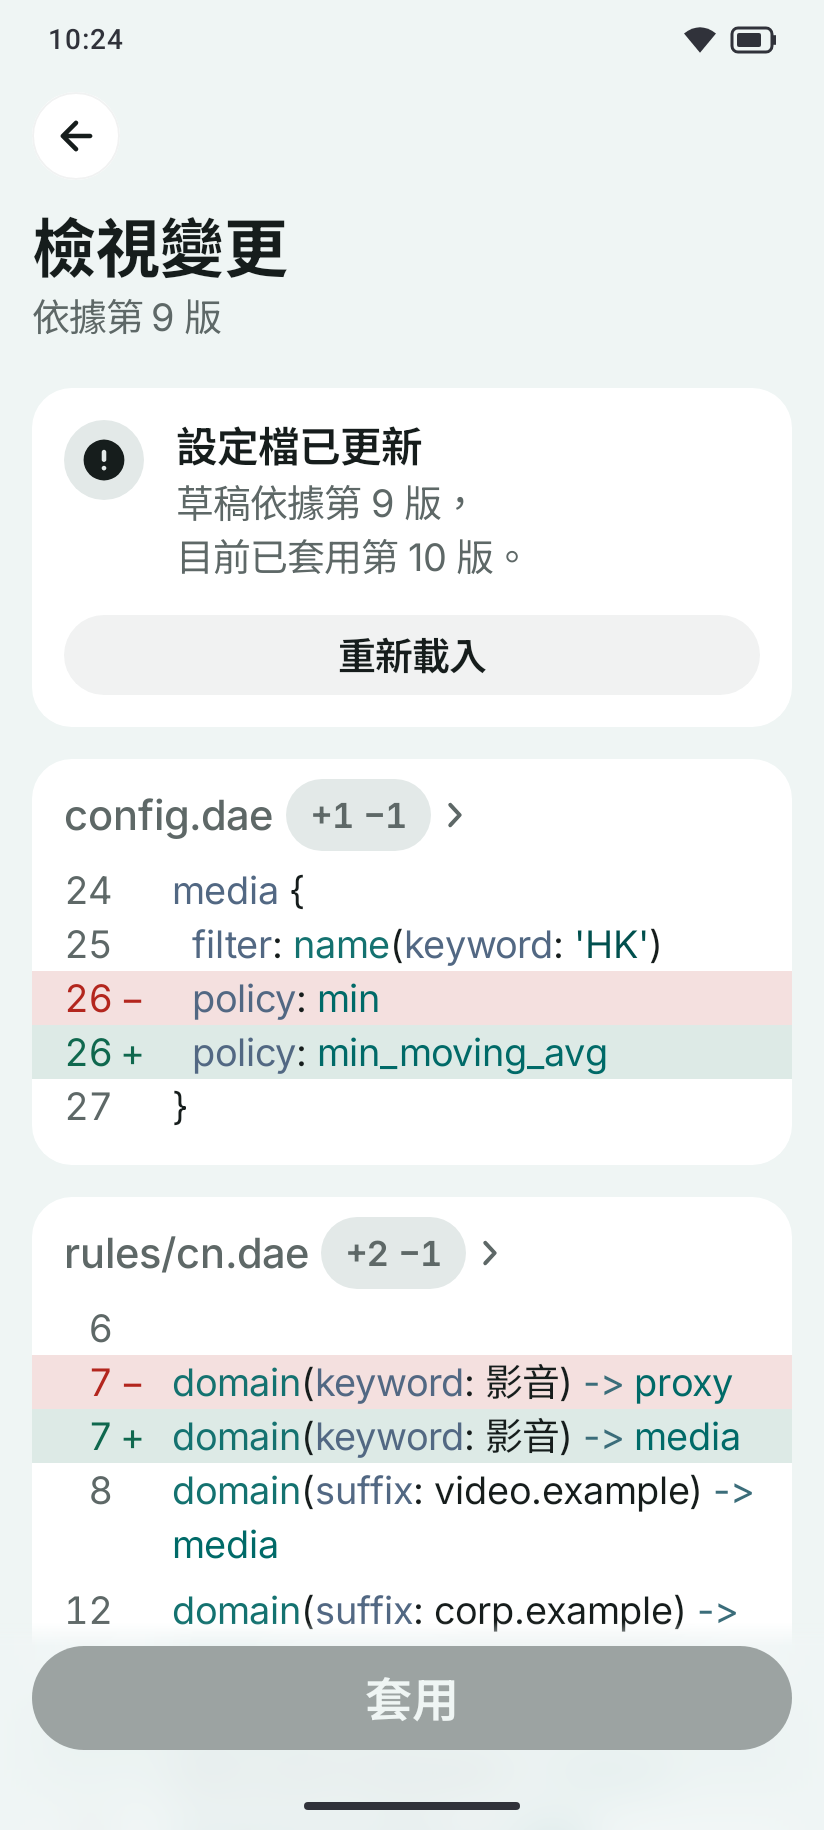 10:24
檢視變更
依據第 9 版
設定檔已更新
草稿依據第 9 版，
目前已套用第 10 版。
重新載入
config.dae +1 −1
24 media {
25 filter: name(keyword: 'HK')
26 − policy: min
26 + policy: min_moving_avg
27 }
rules/cn.dae +2 −1
6
7 − domain(keyword: 影音) -> proxy
7 + domain(keyword: 影音) -> media
8 domain(suffix: video.example) ->
media
12 domain(suffix: corp.example) ->
套用